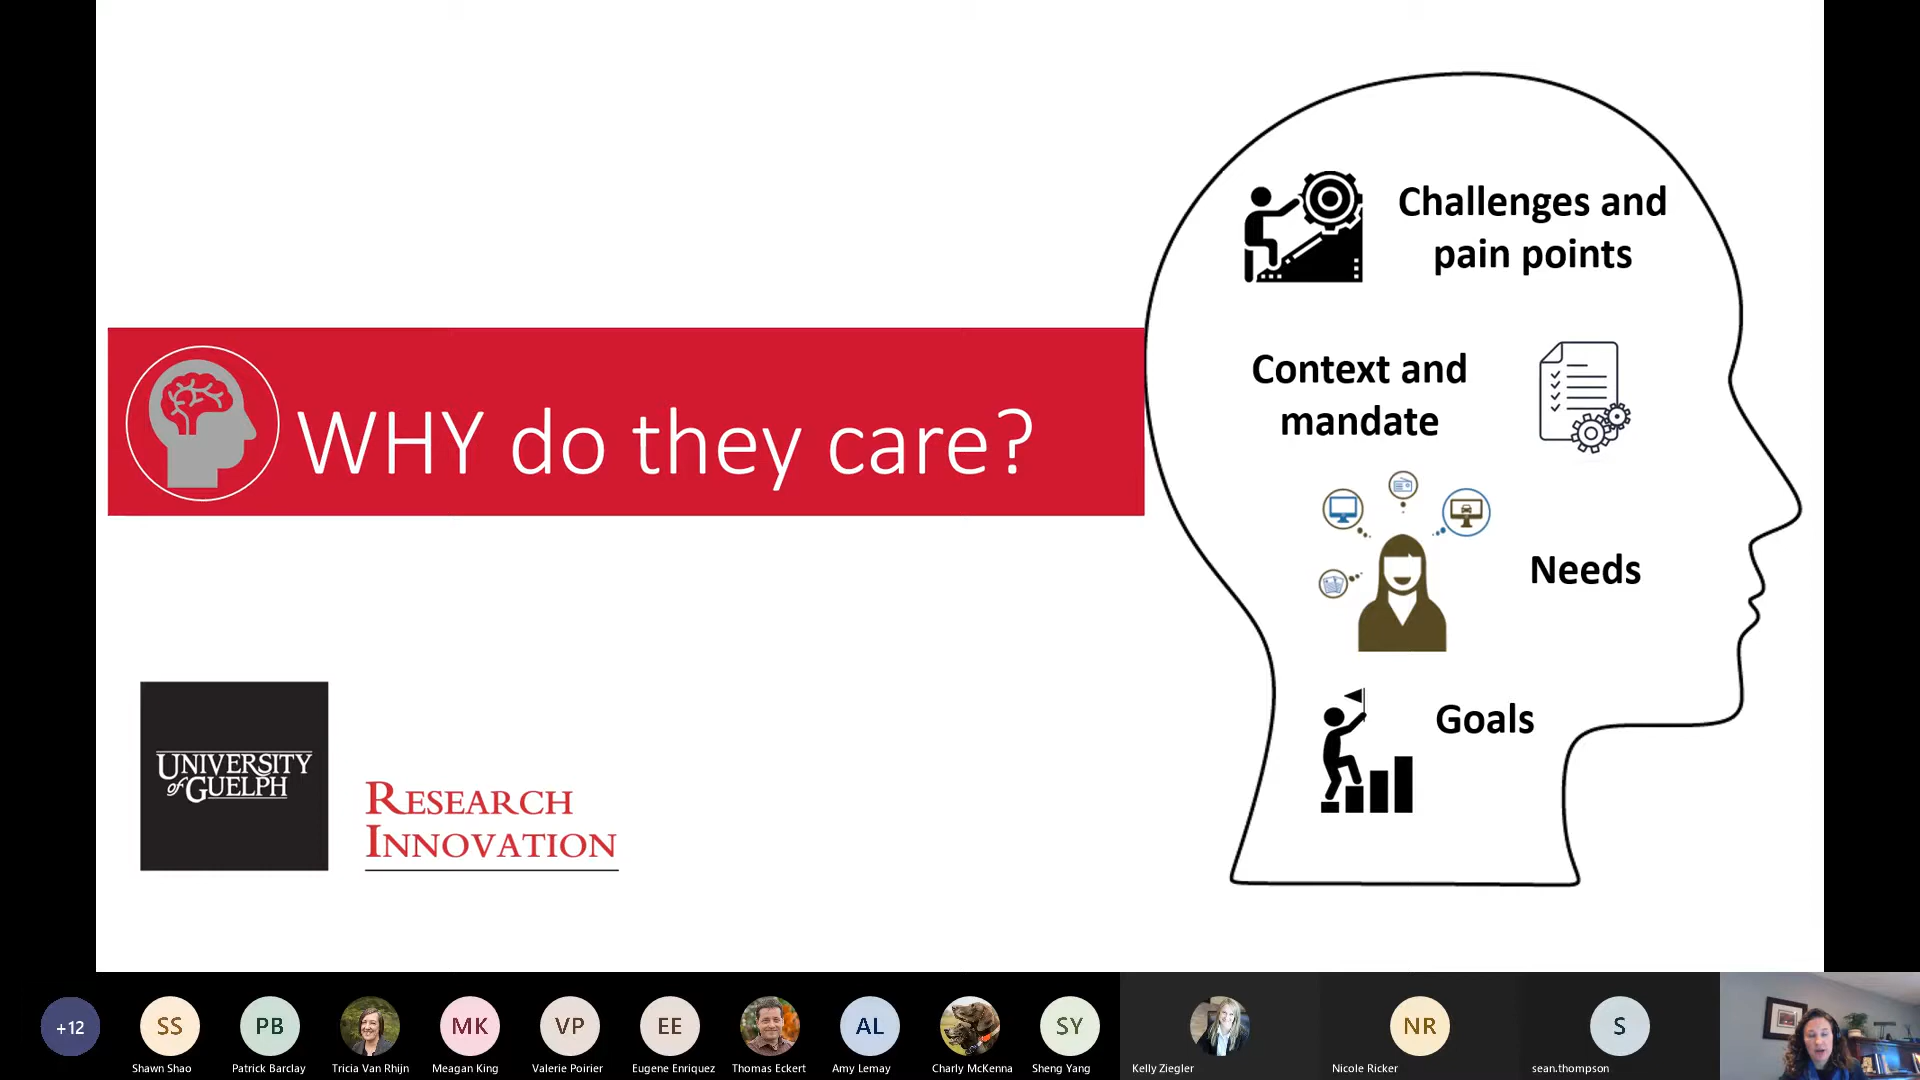 Challenges and
pain points
WHY do they care?
Context and
mandate
Needs
Goals
UNIVERSITY
of GUELPH
RESEARCH
INNOVATION
+12
SS
PB
MK
VP
EE
AL
SY
NR
S
Shawn Shao
Patrick Barclay
Tricia Van Rhijn
Meagan King
Valerie Poirier
Eugene Enriquez
Thomas Eckert
Amy Lemay
Charly McKenna
Sheng Yang
Kelly Ziegler
Nicole Ricker
sean.thompson